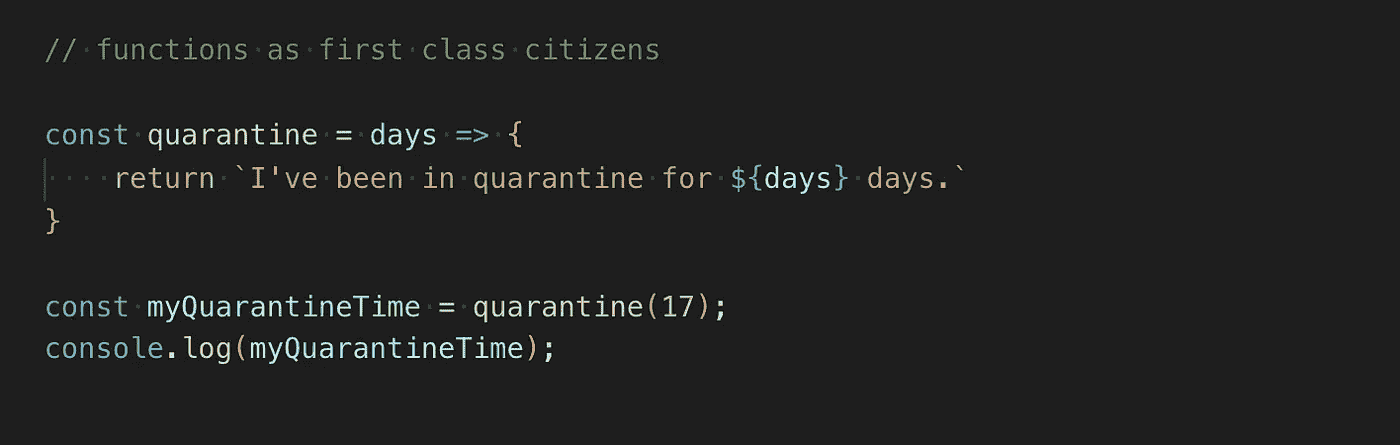 // functions as first class citizens
const quarantine = days => {
    return `I've been in quarantine for ${days} days.`
}
const myQuarantineTime = quarantine(17);
console.log(myQuarantineTime);